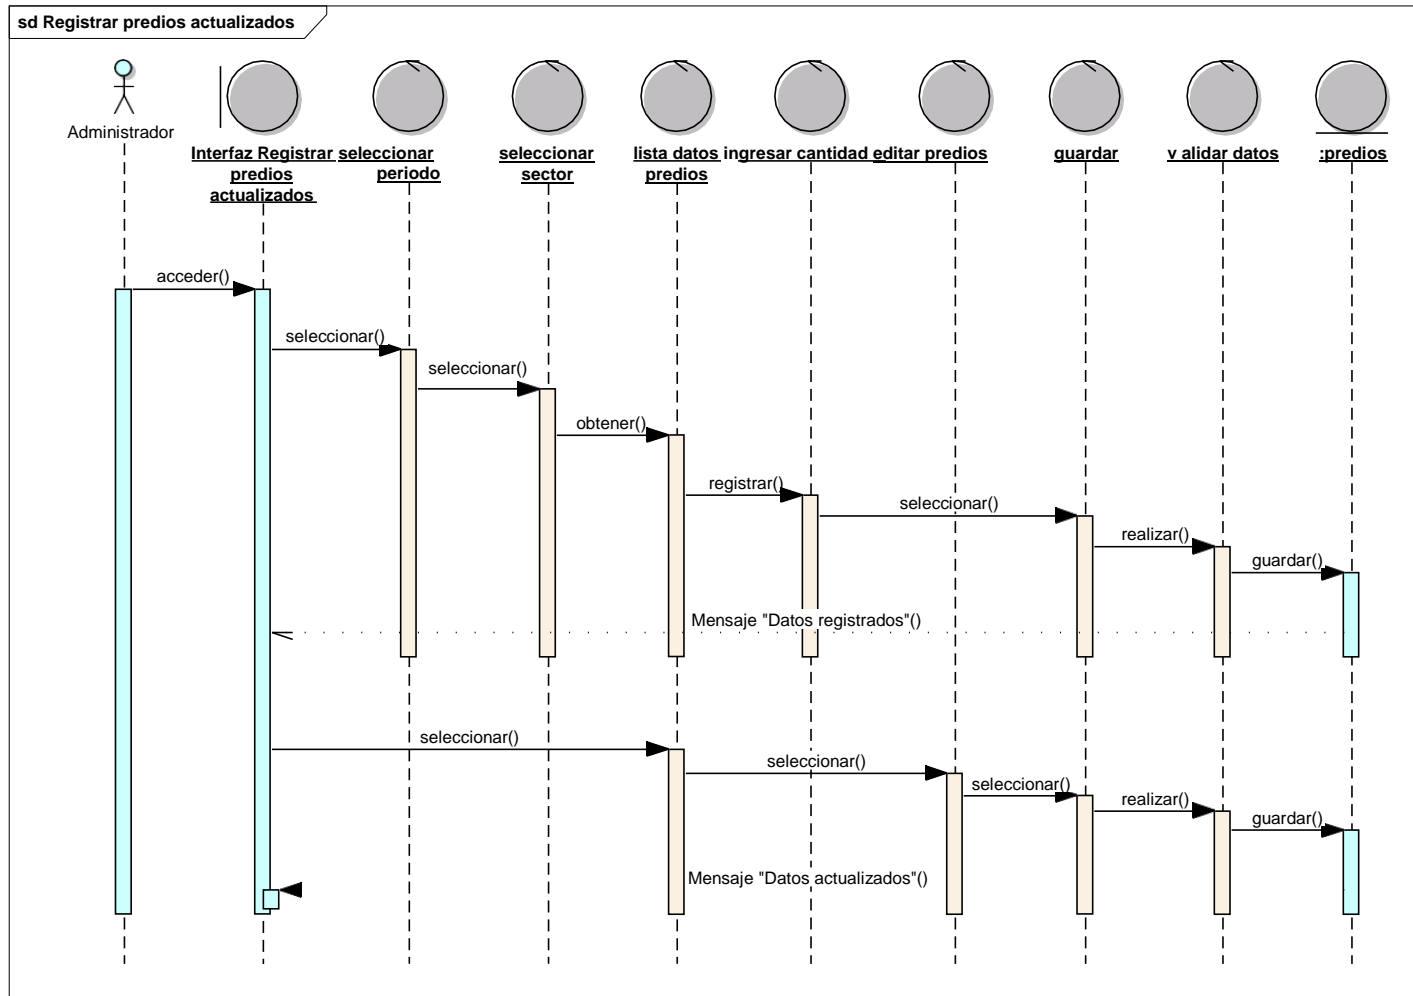 sd Registrar predios actualizados
Administrador
Interfaz Registrar
predios
actualizados
seleccionar
periodo
seleccionar
sector
lista datos
predios
ingresar cantidad
editar predios
guardar
v alidar datos
:predios
acceder()
seleccionar()
seleccionar()
obtener()
registrar()
seleccionar()
realizar()
guardar()
Mensaje "Datos registrados"()
seleccionar()
seleccionar()
seleccionar()
realizar()
guardar()
Mensaje "Datos actualizados"()